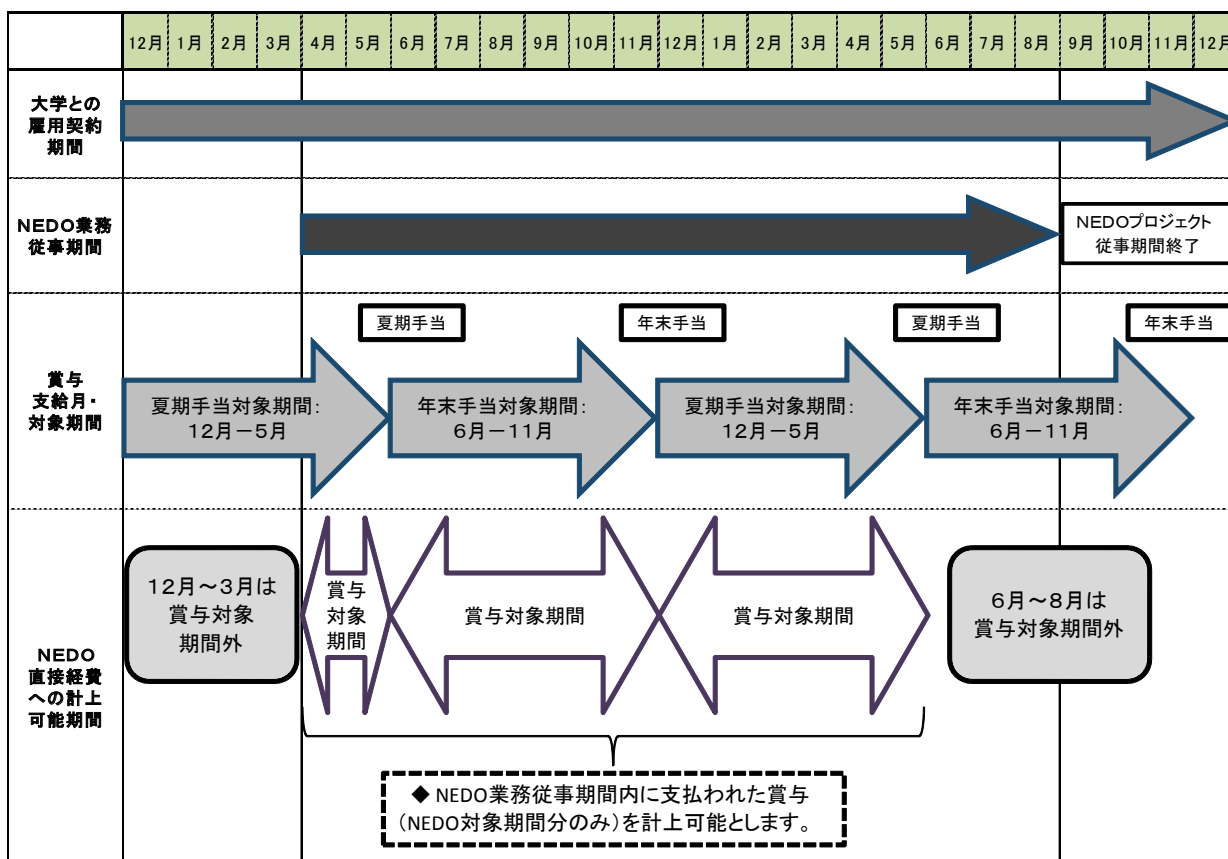 12月 1月 2月 3月 4月 5月 6月 7月 8月 9月 10月 11月 12月 1月 2月 3月 4月 5月 6月 7月 8月 9月 10月 11月 12月
大学との
雇用契約
期間
NEDO業務
従事期間
NEDOプロジェクト
従事期間終了
賞与
支給月・
対象期間
夏期手当
年末手当
夏期手当
年末手当
夏期手当対象期間:
12月－5月
年末手当対象期間:
6月－11月
夏期手当対象期間:
12月－5月
年末手当対象期間:
6月－11月
NEDO
直接経費
への計上
可能期間
12月～3月は
賞与対象
期間外
賞与
対象
期間
賞与対象期間
賞与対象期間
6月～8月は
賞与対象期間外
◆ NEDO業務従事期間内に支払われた賞与
（NEDO対象期間分のみ）を計上可能とします。